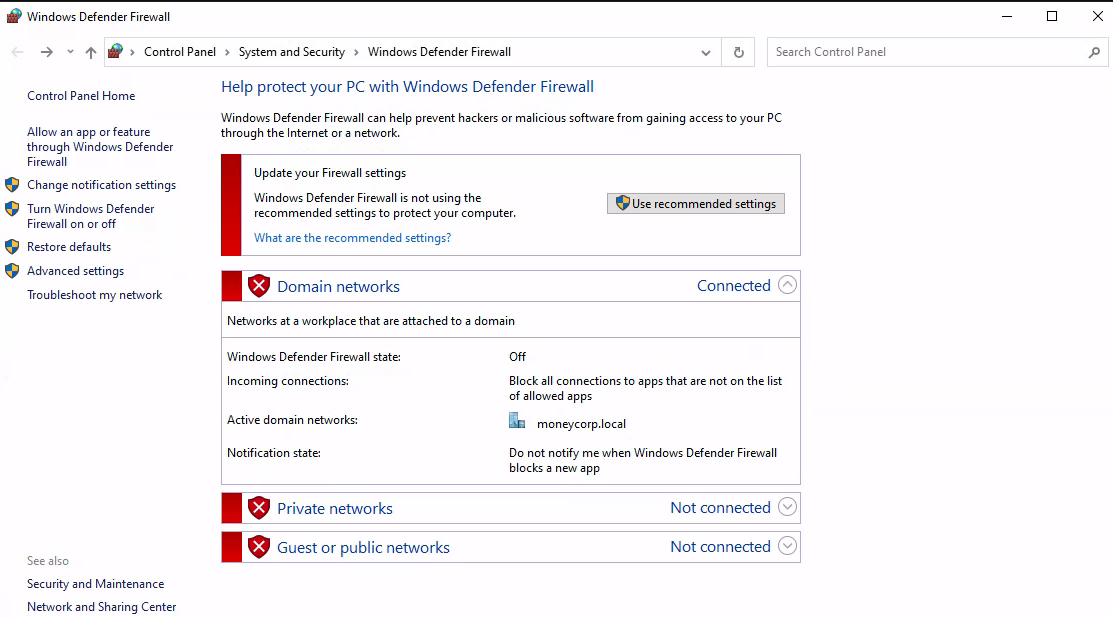 Windows Defender Firewall
Control Panel > System and Security > Windows Defender Firewall
Search Control Panel
Control Panel Home
Allow an app or feature
through Windows Defender
Firewall
Change notification settings
Turn Windows Defender
Firewall on or off
Restore defaults
Advanced settings
Troubleshoot my network
See also
Security and Maintenance
Network and Sharing Center
Help protect your PC with Windows Defender Firewall
Windows Defender Firewall can help prevent hackers or malicious software from gaining access to your PC
through the Internet or a network.
Update your Firewall settings
Windows Defender Firewall is not using the
recommended settings to protect your computer.
What are the recommended settings?
Use recommended settings
Domain networks Connected
Networks at a workplace that are attached to a domain
Windows Defender Firewall state: Off
Incoming connections: Block all connections to apps that are not on the list
of allowed apps
Active domain networks: moneycorp.local
Notification state: Do not notify me when Windows Defender Firewall
blocks a new app
Private networks Not connected
Guest or public networks Not connected